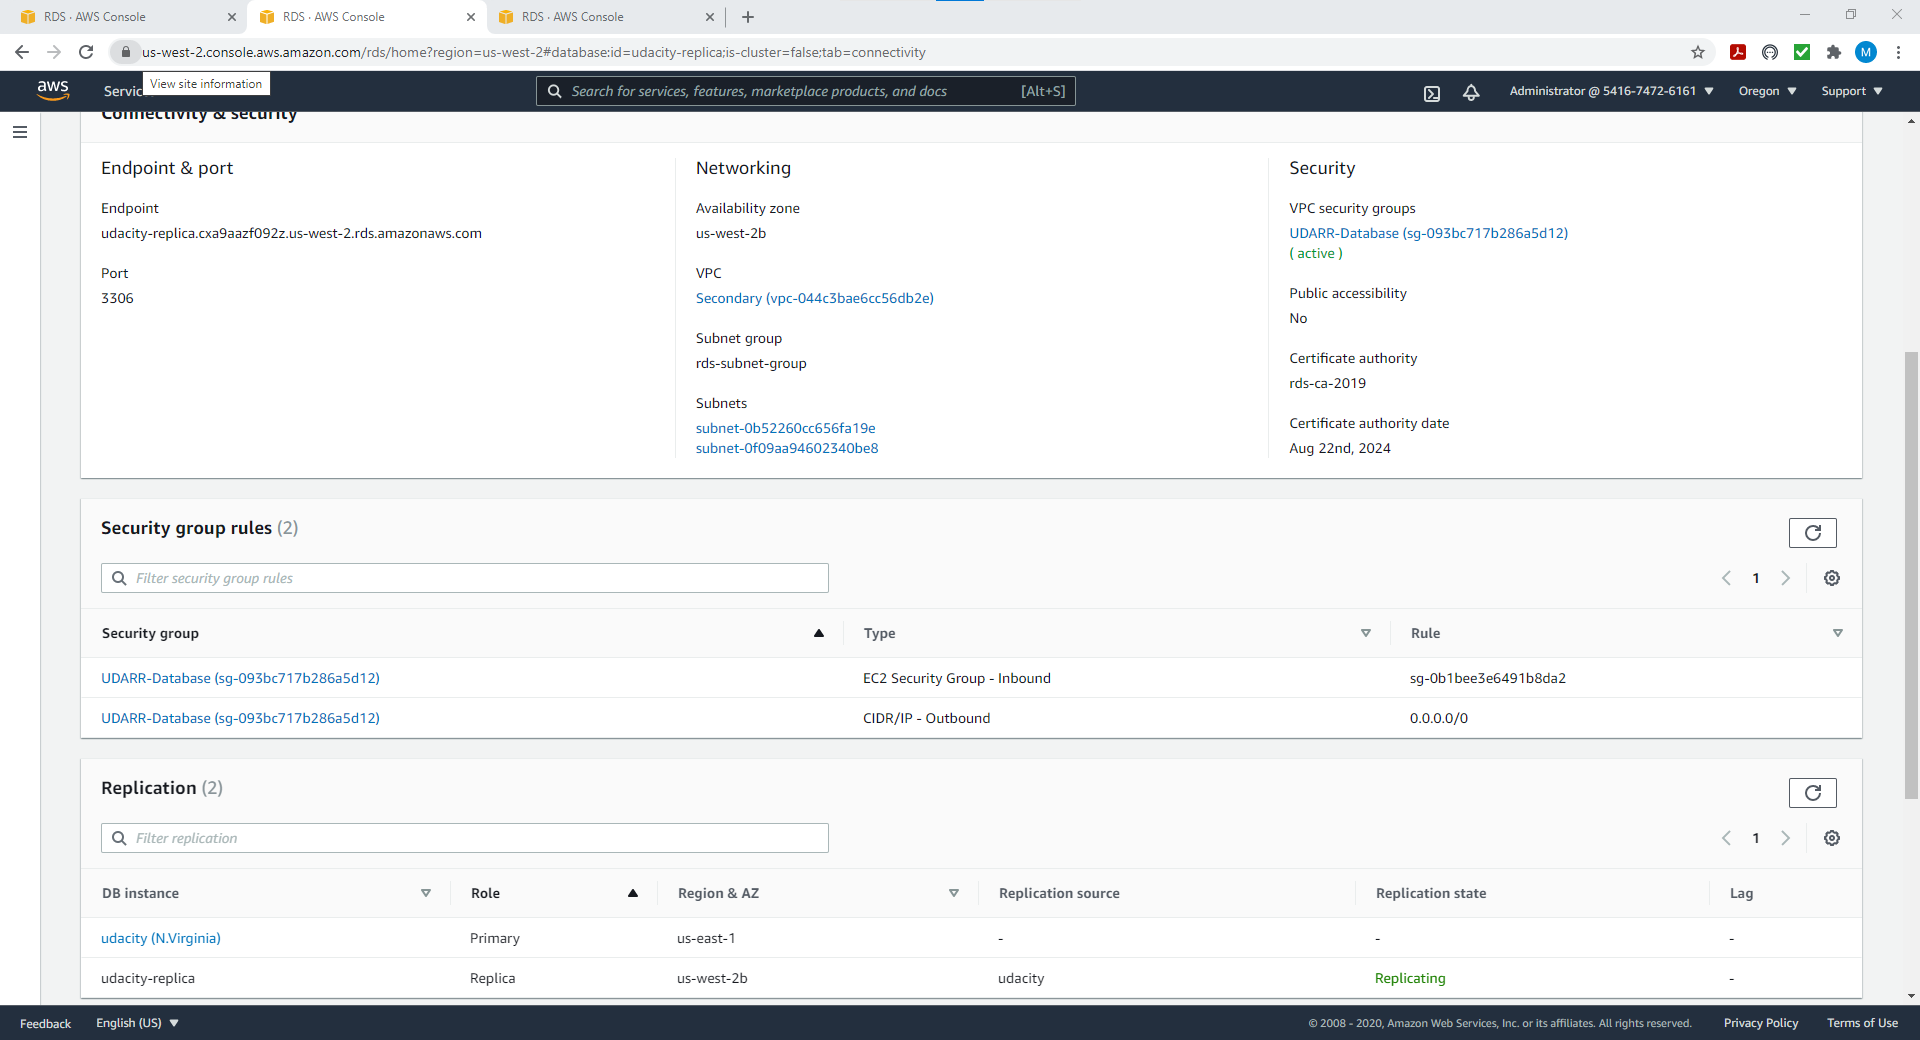 RDS · AWS Console
RDS · AWS Console
RDS · AWS Console
us-west-2.console.aws.amazon.com/rds/home?region=us-west-2#database:id=udacity-replica;is-cluster=false;tab=connectivity
M
View site information
aws
Servic
Search for services, features, marketplace products, and docs
[Alt+S]
Administrator @ 5416-7472-6161
Oregon
Support
Connectivity & security
Endpoint & port
Endpoint
udacity-replica.cxa9aazf092z.us-west-2.rds.amazonaws.com
Port
3306
Networking
Availability zone
us-west-2b
VPC
Secondary (vpc-044c3bae6cc56db2e)
Subnet group
rds-subnet-group
Subnets
subnet-0b52260cc656fa19e
subnet-0f09aa94602340be8
Security
VPC security groups
UDARR-Database (sg-093bc717b286a5d12)
( active )
Public accessibility
No
Certificate authority
rds-ca-2019
Certificate authority date
Aug 22nd, 2024
Security group rules (2)
Filter security group rules
1
Security group Type Rule
UDARR-Database (sg-093bc717b286a5d12) EC2 Security Group - Inbound sg-0b1bee3e6491b8da2
UDARR-Database (sg-093bc717b286a5d12) CIDR/IP - Outbound 0.0.0.0/0
Replication (2)
Filter replication
1
DB instance Role Region & AZ Replication source Replication state Lag
udacity (N.Virginia) Primary us-east-1 - - -
udacity-replica Replica us-west-2b udacity Replicating -
Feedback English (US) © 2008 - 2020, Amazon Web Services, Inc. or its affiliates. All rights reserved. Privacy Policy Terms of Use